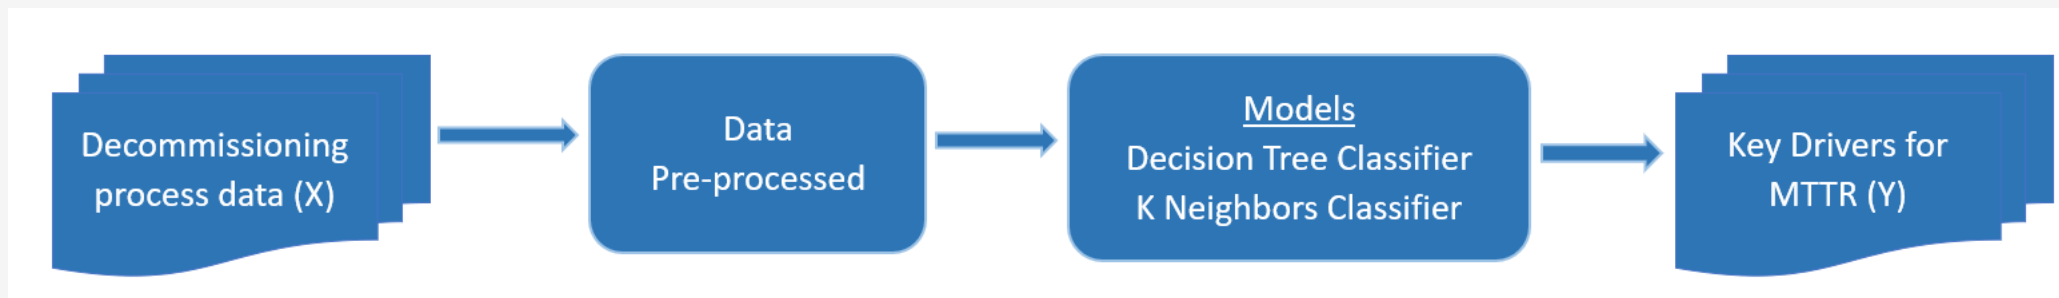 Decommissioning
process data (X)
Data
Pre-processed
Models
Decision Tree Classifier
K Neighbors Classifier
Key Drivers for
MTTR (Y)